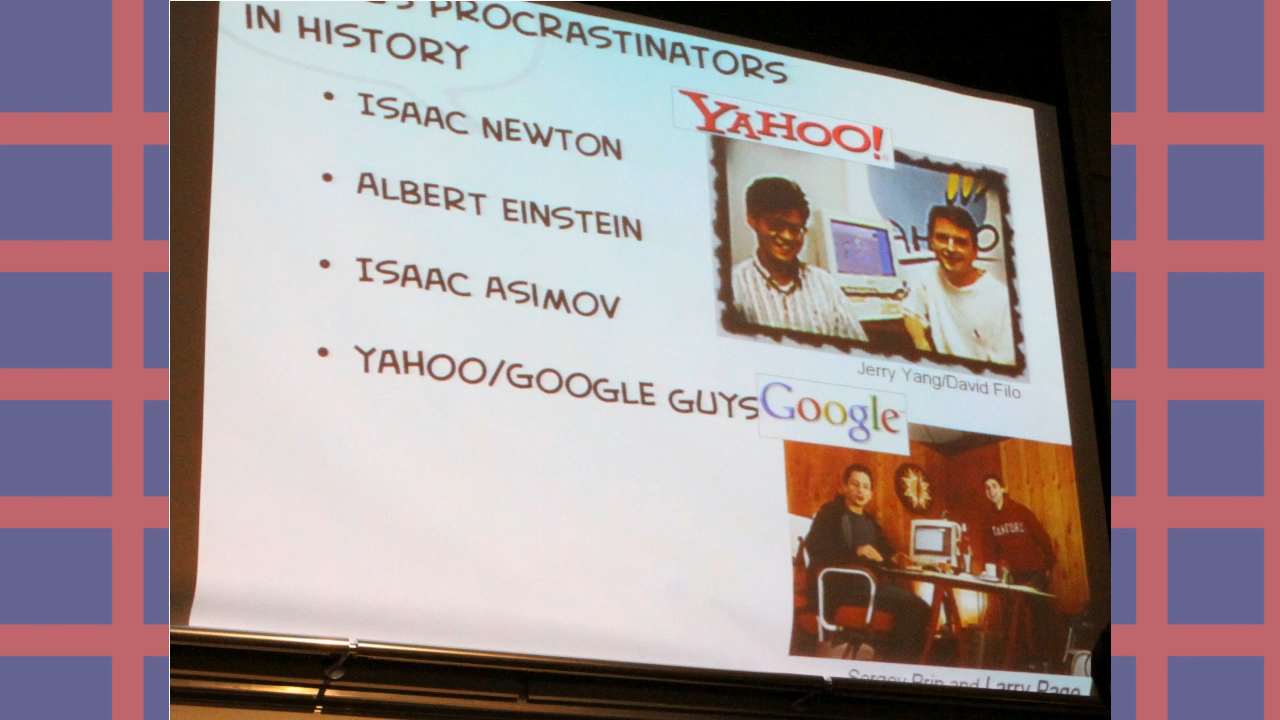 PROCRASTINATORS
IN HISTORY
• ISAAC NEWTON
• ALBERT EINSTEIN
• ISAAC ASIMOV
• YAHOO/GOOGLE GUYS
YAHOO!
Jerry Yang/David Filo
Google
Sergey Brin and Larry Page